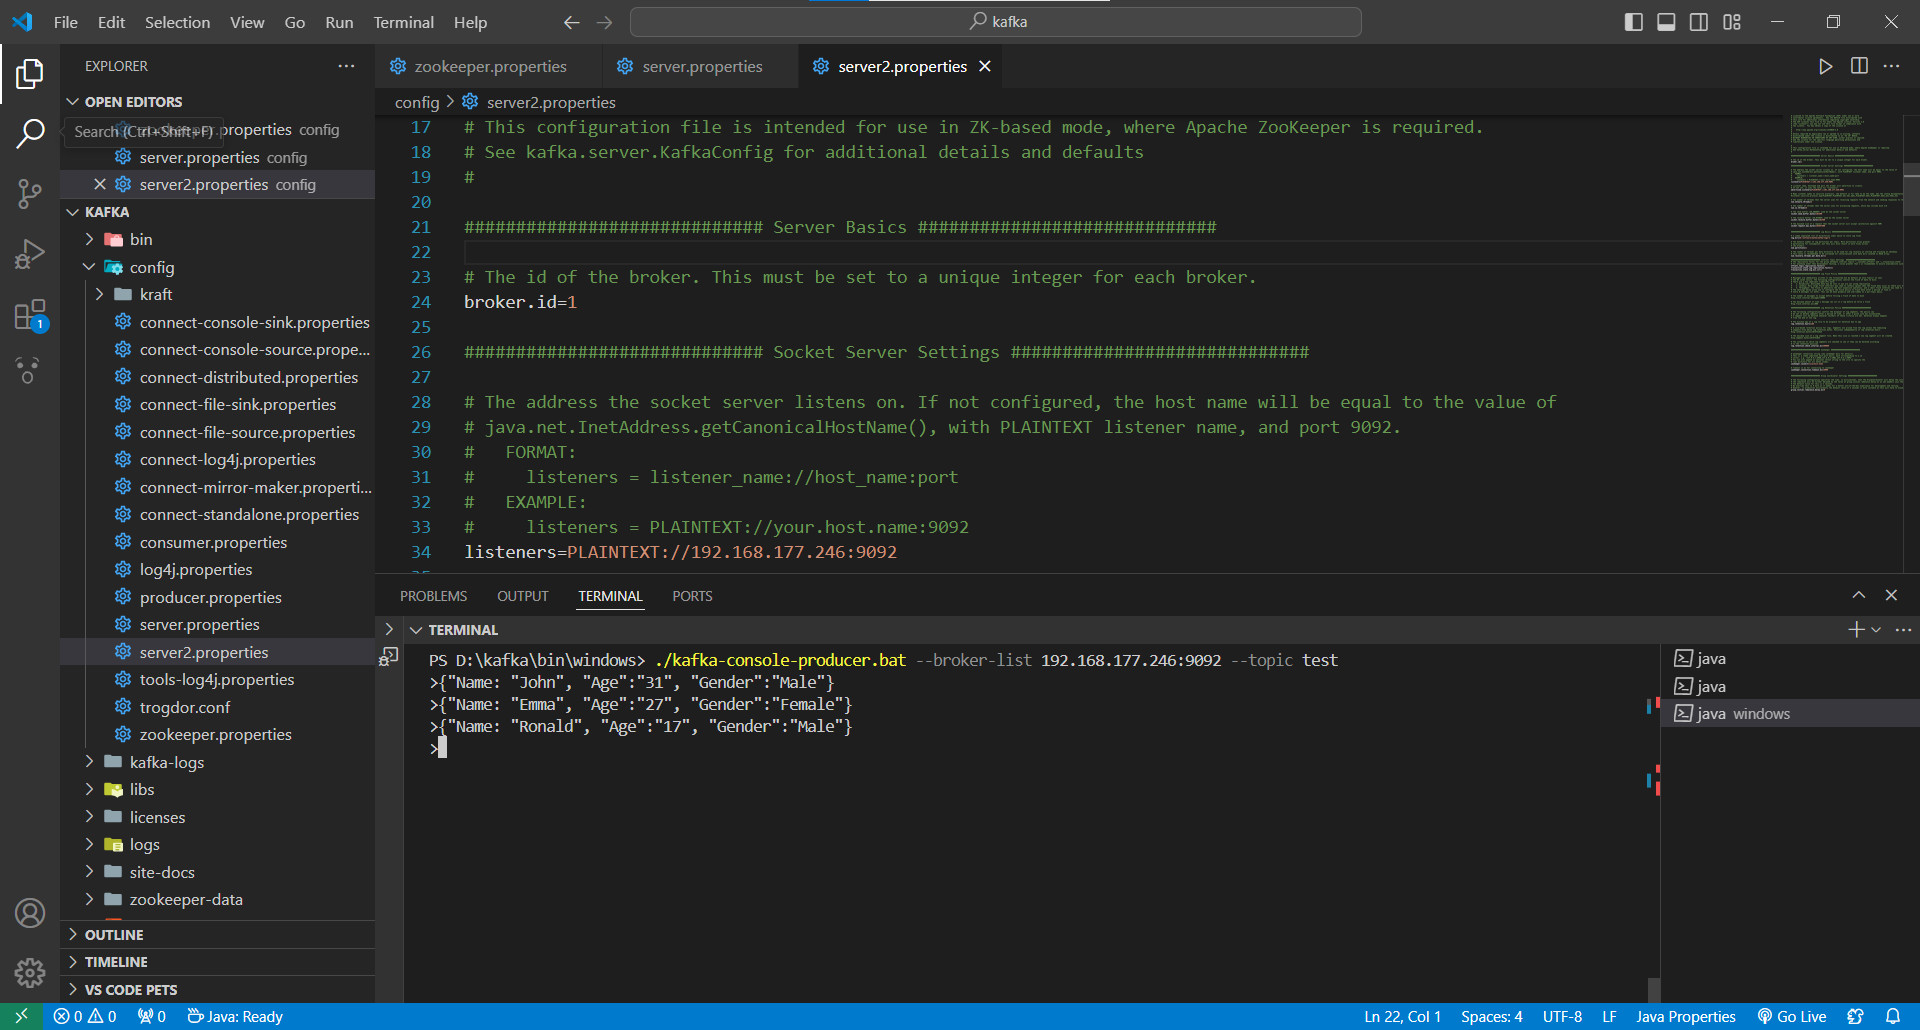 File Edit Selection View Go Run Terminal Help
kafka
EXPLORER
OPEN EDITORS
Search (Ctrl+Shift+F)
properties config
server.properties config
server2.properties config
KAFKA
bin
config
kraft
connect-console-sink.properties
connect-console-source.prope...
connect-distributed.properties
connect-file-sink.properties
connect-file-source.properties
connect-log4j.properties
connect-mirror-maker.properti...
connect-standalone.properties
consumer.properties
log4j.properties
producer.properties
server.properties
server2.properties
tools-log4j.properties
trogdor.conf
zookeeper.properties
kafka-logs
libs
licenses
logs
site-docs
zookeeper-data
OUTLINE
TIMELINE
VS CODE PETS
1
zookeeper.properties server.properties server2.properties
config > server2.properties
17 # This configuration file is intended for use in ZK-based mode, where Apache ZooKeeper is required.
18 # See kafka.server.KafkaConfig for additional details and defaults
19 #
20
21 ############################# Server Basics #############################
22
23 # The id of the broker. This must be set to a unique integer for each broker.
24 broker.id=1
25
26 ############################# Socket Server Settings #############################
27
28 # The address the socket server listens on. If not configured, the host name will be equal to the value of
29 # java.net.InetAddress.getCanonicalHostName(), with PLAINTEXT listener name, and port 9092.
30 #   FORMAT:
31 #     listeners = listener_name://host_name:port
32 #   EXAMPLE:
33 #     listeners = PLAINTEXT://your.host.name:9092
34 listeners=PLAINTEXT://192.168.177.246:9092
PROBLEMS OUTPUT TERMINAL PORTS
TERMINAL
PS D:\kafka\bin\windows> ./kafka-console-producer.bat --broker-list 192.168.177.246:9092 --topic test
>{"Name: "John", "Age":"31", "Gender":"Male"}
>{"Name: "Emma", "Age":"27", "Gender":"Female"}
>{"Name: "Ronald", "Age":"17", "Gender":"Male"}
>
java
java
java windows
0 0 0 Java: Ready
Ln 22, Col 1 Spaces: 4 UTF-8 LF Java Properties Go Live